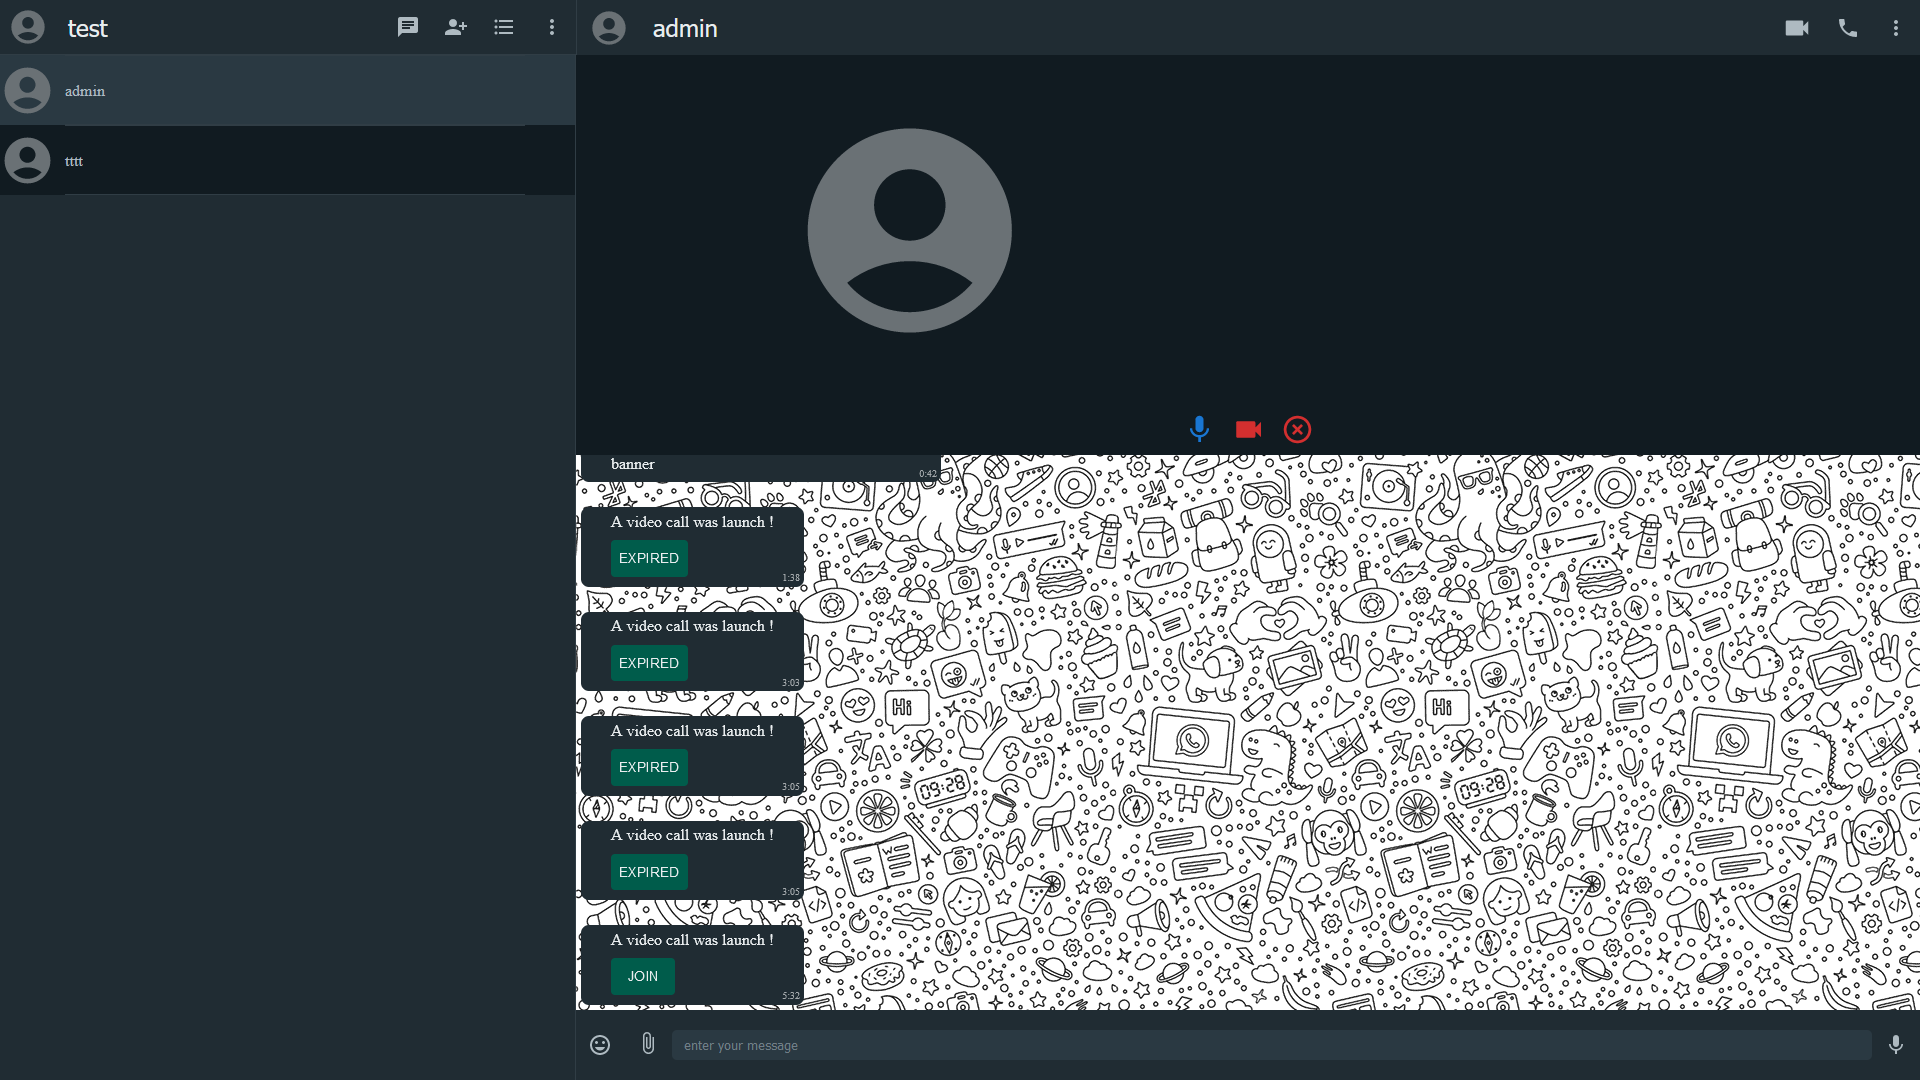 test
admin
admin
tttt
banner
0:42
A video call was launch !
EXPIRED
1:38
A video call was launch !
EXPIRED
3:03
A video call was launch !
EXPIRED
3:05
A video call was launch !
EXPIRED
3:05
A video call was launch !
JOIN
5:32
Hi
Hi
09:28
09:28
enter your message